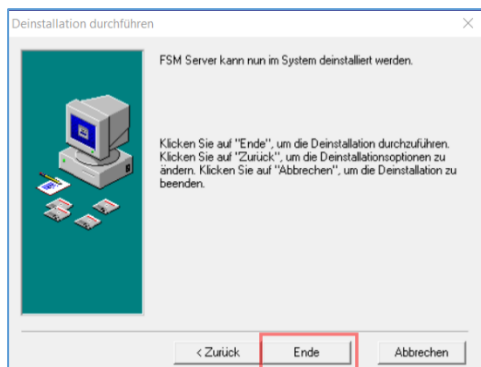 Deinstallation durchführen
FSM Server kann nun im System deinstalliert werden.
Klicken Sie auf "Ende", um die Deinstallation durchzuführen.
Klicken Sie auf "Zurück", um die Deinstallationsoptionen zu
ändern. Klicken Sie auf "Abbrechen", um die Deinstallation zu
beenden.
< Zurück
Ende
Abbrechen